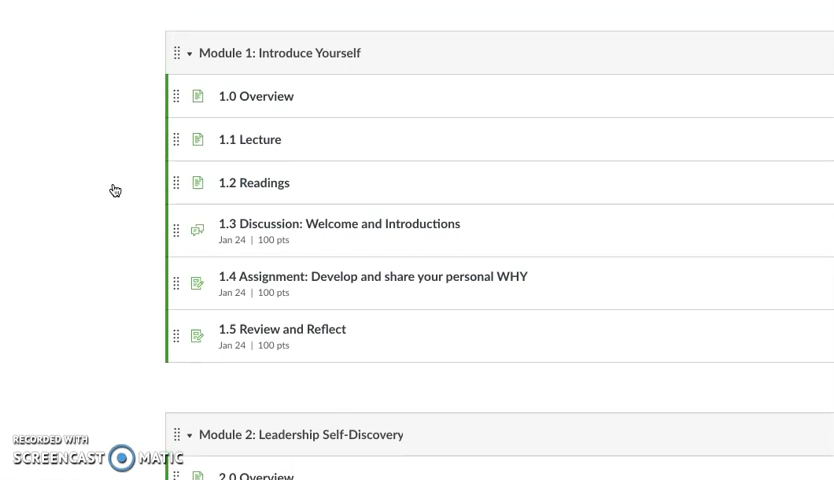 Module 1: Introduce Yourself
1.0 Overview
1.1 Lecture
1.2 Readings
1.3 Discussion: Welcome and Introductions
Jan 24 | 100 pts
1.4 Assignment: Develop and share your personal WHY
Jan 24 | 100 pts
1.5 Review and Reflect
Jan 24 | 100 pts
Module 2: Leadership Self-Discovery
2.0 Overview
RECORDED WITH
SCREENCAST MATIC